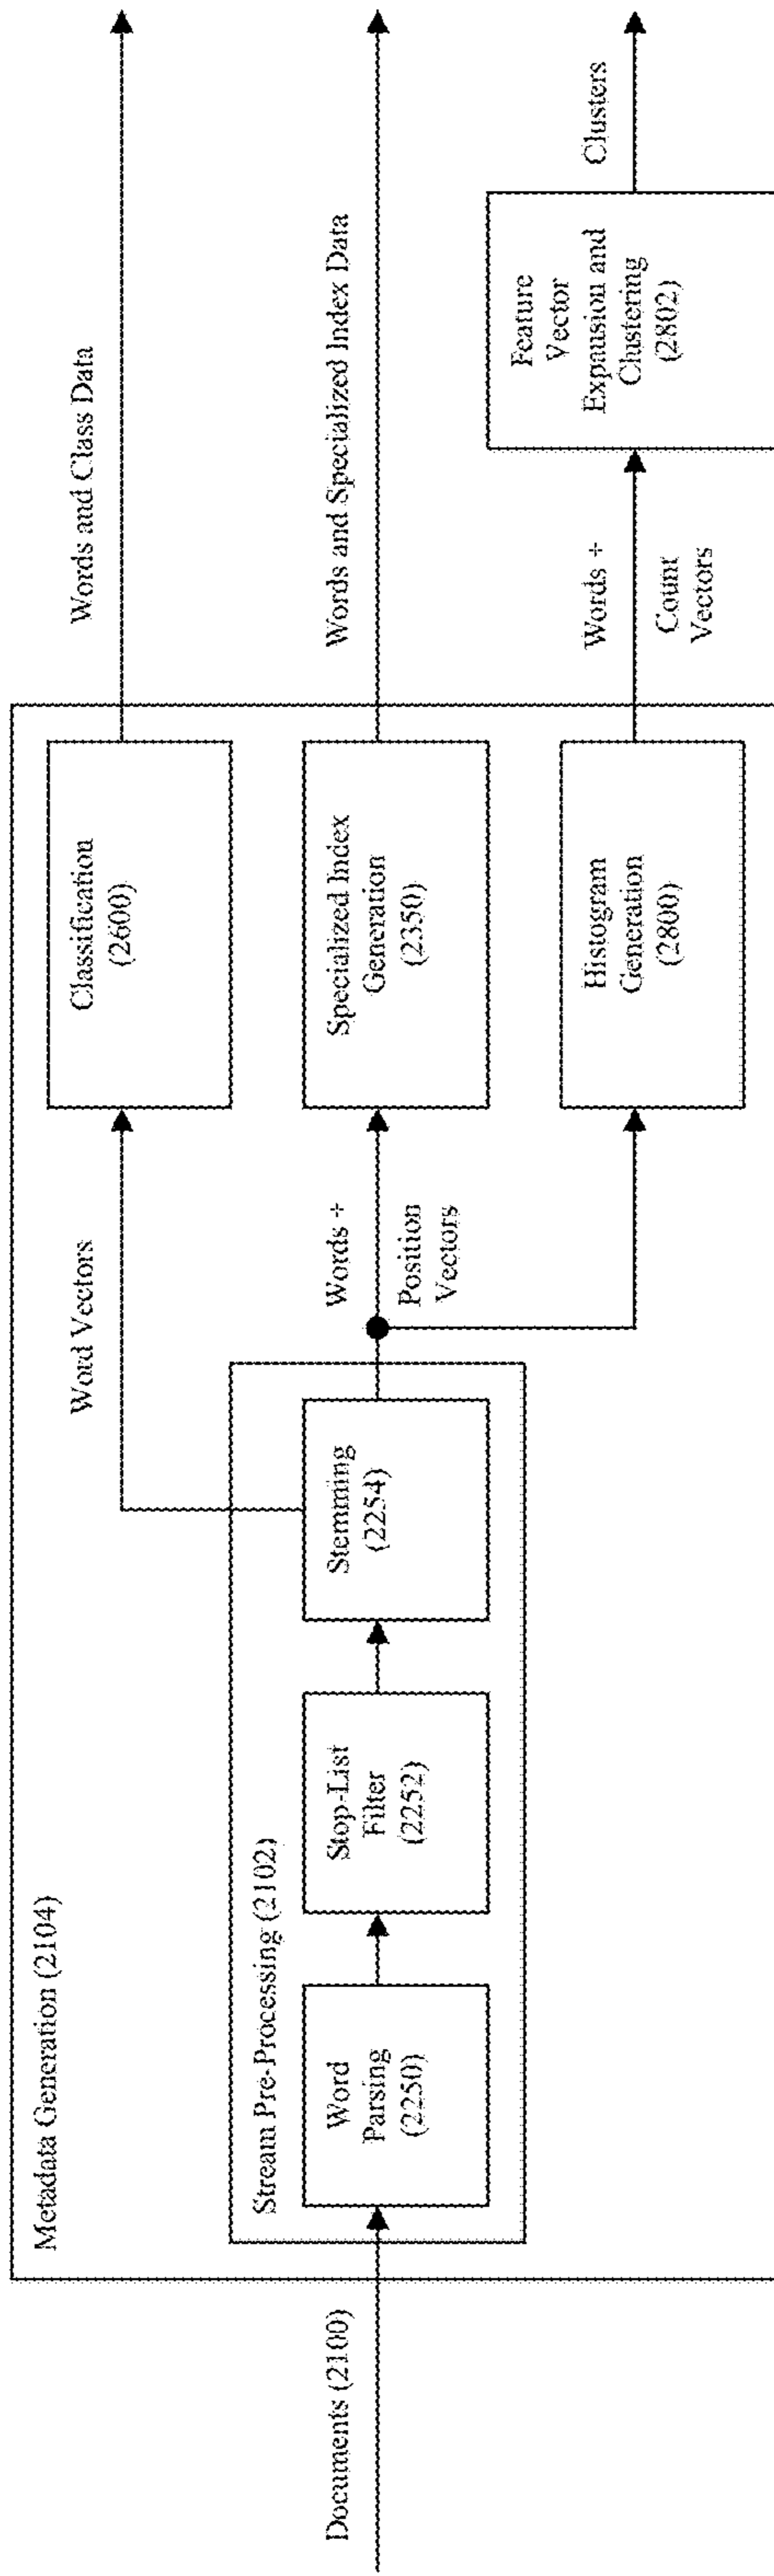 Documents (2100)
Metadata Generation (2104)
Stream Pre-Processing (2102)
Word
Parsing
(2250)
Stop-List
Filter
(2252)
Stemming
(2254)
Word Vectors
Words +
Position
Vectors
Classification
(2600)
Specialized Index
Generation
(2350)
Histogram
Generation
(2800)
Words and Class Data
Words and Specialized Index Data
Words +
Count
Vectors
Feature
Vector
Expansion and
Clustering
(2802)
Clusters